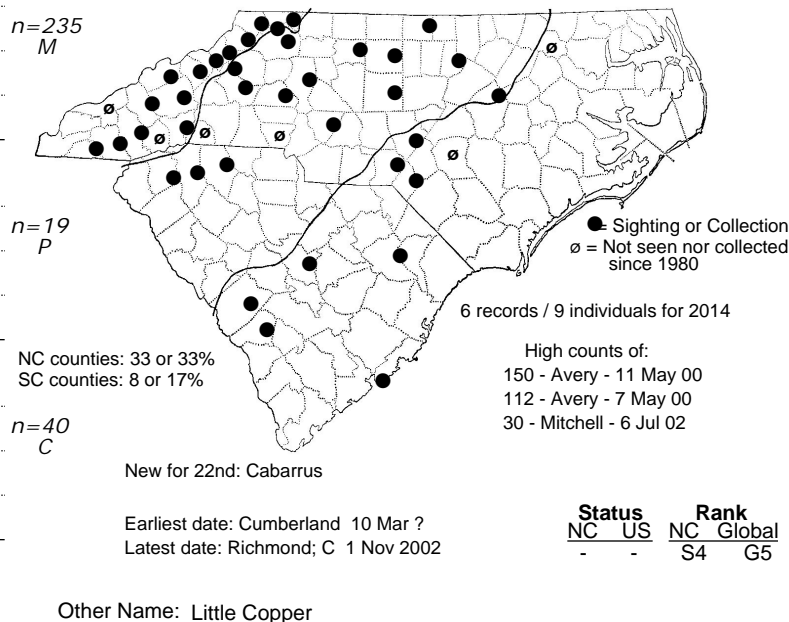 n=235
M
● = Sighting or Collection
ø = Not seen nor collected
since 1980
n=19
P
6 records / 9 individuals for 2014
NC counties: 33 or 33%
SC counties: 8 or 17%
High counts of:
150 - Avery - 11 May 00
112 - Avery - 7 May 00
30 - Mitchell - 6 Jul 02
n=40
C
New for 22nd: Cabarrus
Earliest date: Cumberland 10 Mar ?
Latest date: Richmond; C 1 Nov 2002
Status Rank
NC US NC Global
- - S4 G5
Other Name: Little Copper